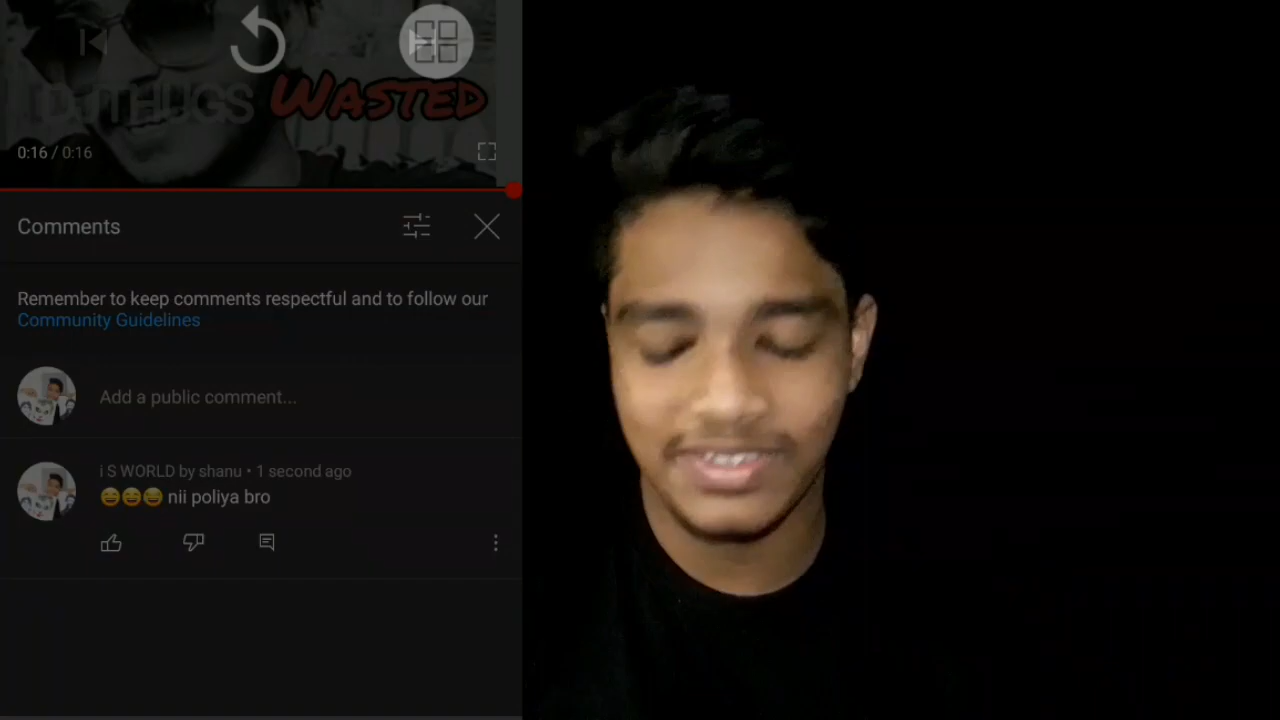 DJTHUGS WASTED
0:16 / 0:16
Comments
Remember to keep comments respectful and to follow our
Community Guidelines
Add a public comment...
i S WORLD by shanu • 1 second ago
😄😄😄 nii poliya bro